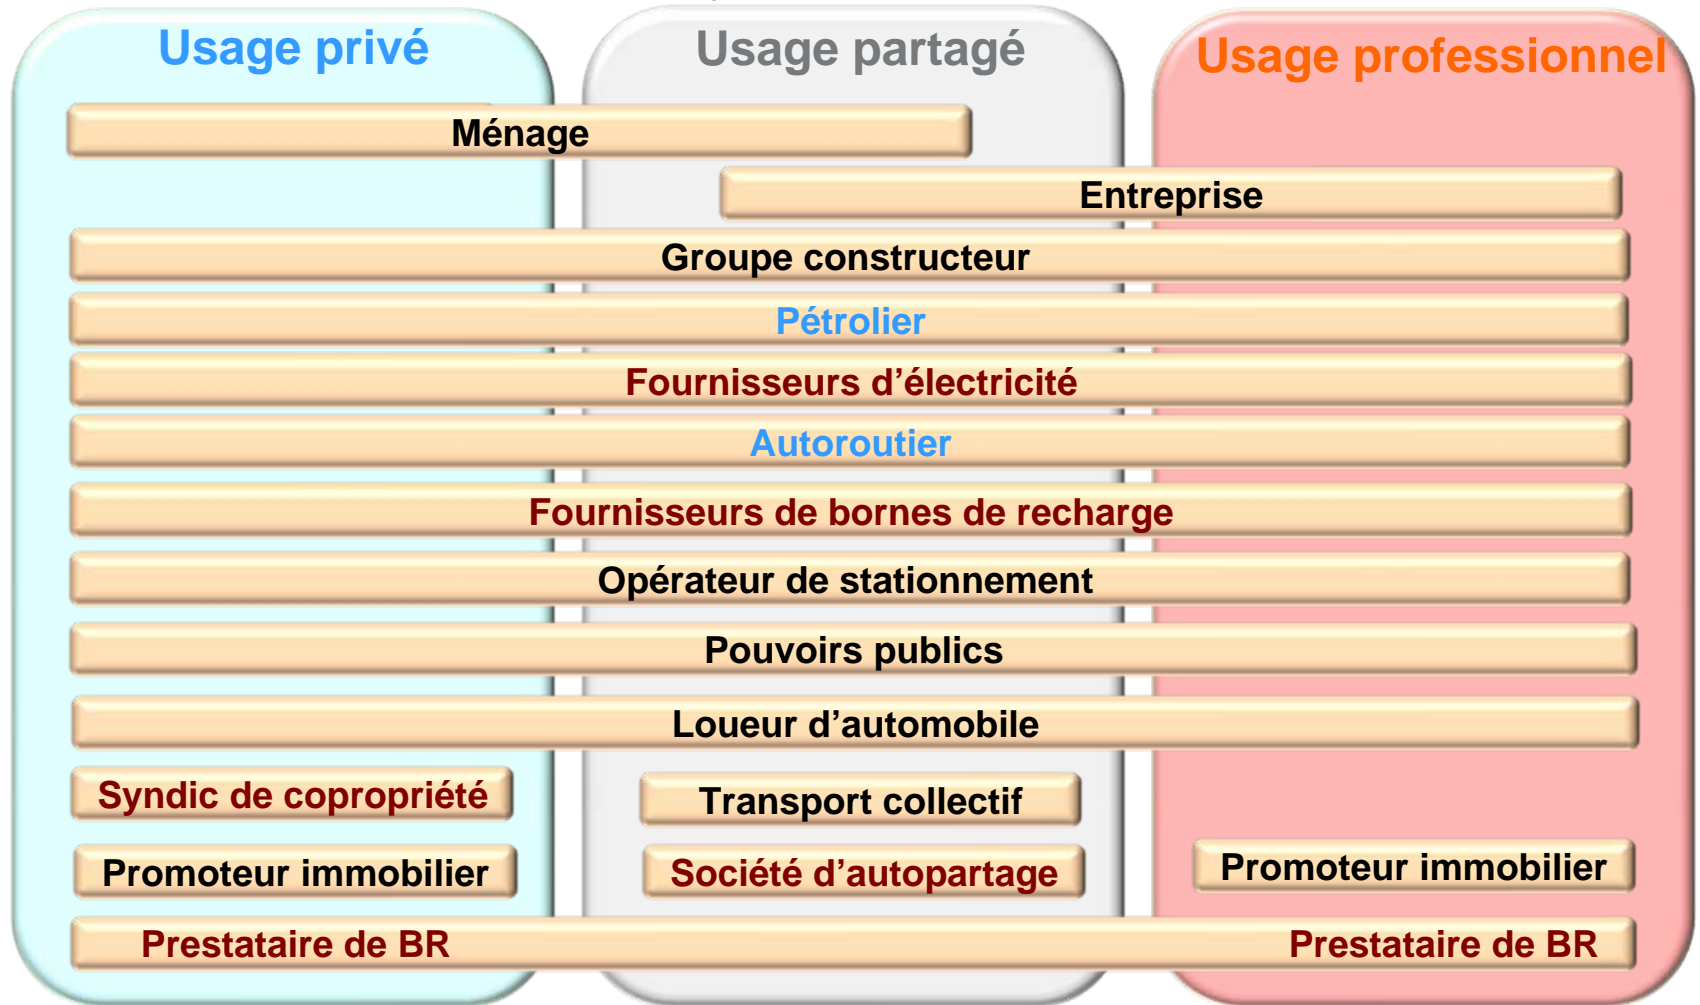 Usage privé
Usage partagé
Usage professionnel
Ménage
Entreprise
Groupe constructeur
Pétrolier
Fournisseurs d’électricité
Autoroutier
Fournisseurs de bornes de recharge
Opérateur de stationnement
Pouvoirs publics
Loueur d’automobile
Syndic de copropriété
Transport collectif
Promoteur immobilier
Société d’autopartage
Promoteur immobilier
Prestataire de BR
Prestataire de BR